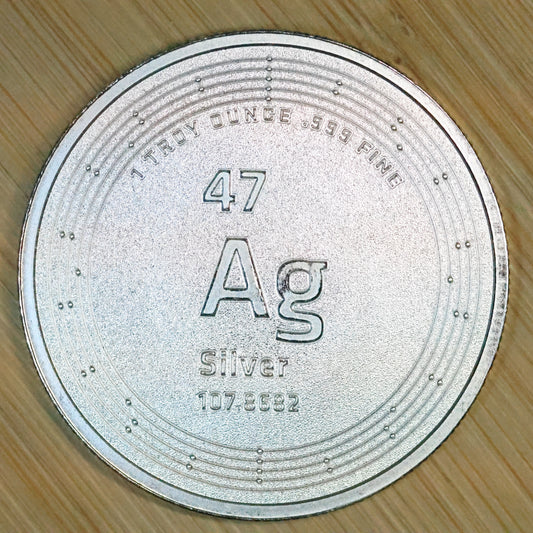 1 TROY OUNCE .999 FINE
47
Ag
Silver
107.8682